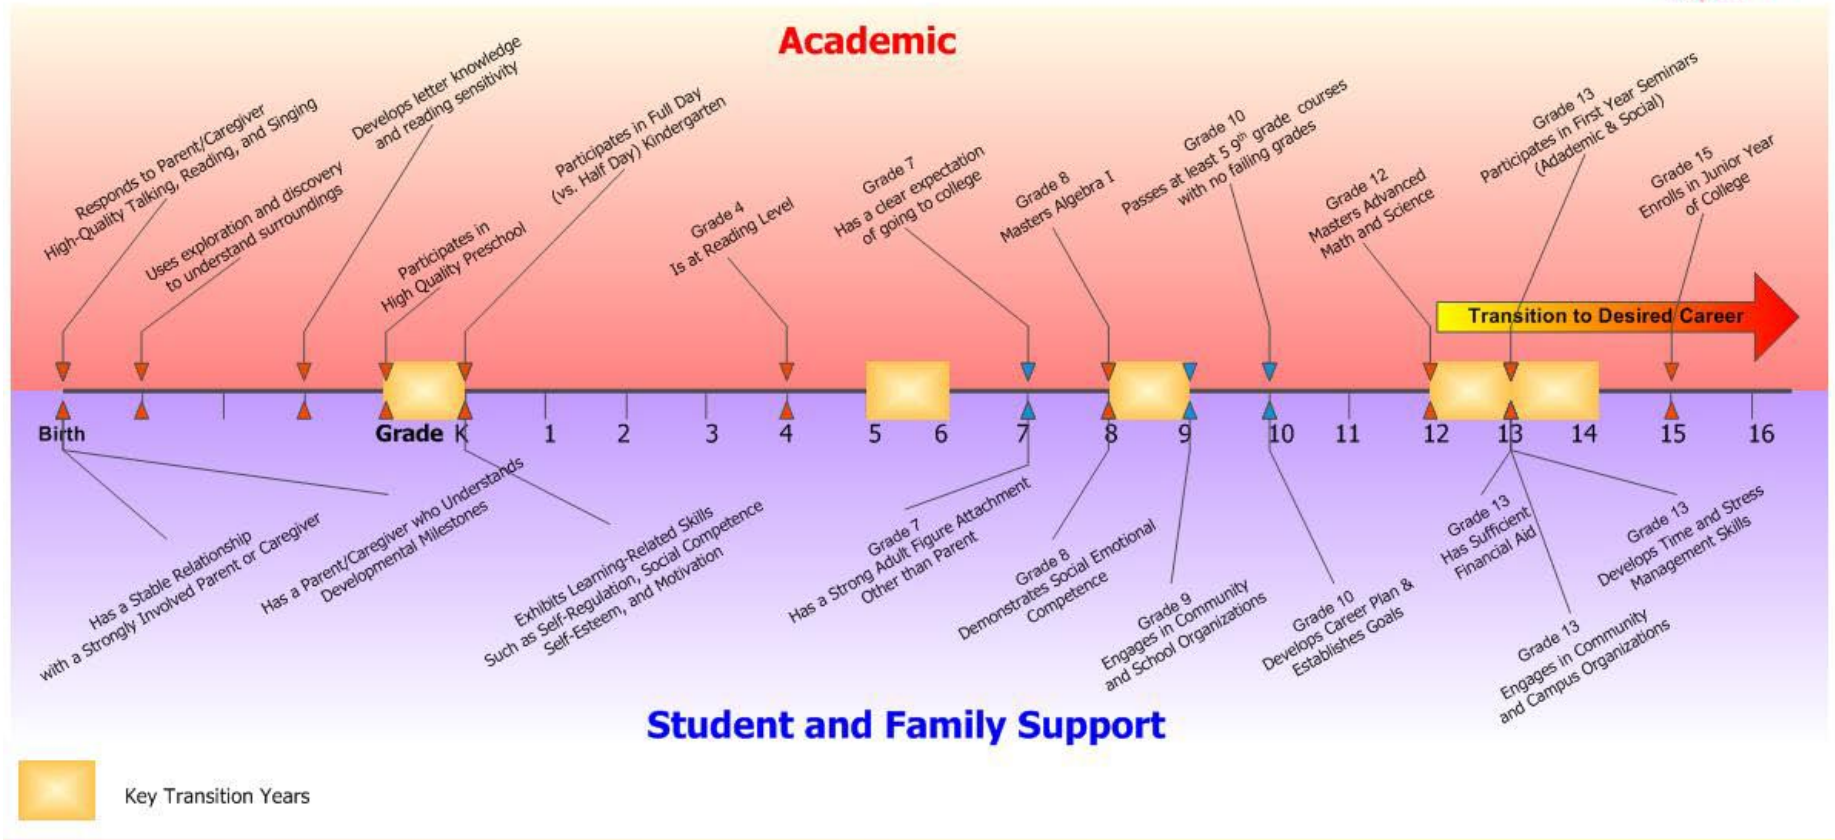 Academic
Responds to Parent/Caregiver
High-Quality Talking, Reading, and Singing
Uses exploration and discovery
to understand surroundings
Develops letter knowledge
and reading sensitivity
Participates in
High Quality Preschool
Participates in Full Day
(vs. Half Day) Kindergarten
Grade 4
Is at Reading Level
Grade 7
Has a clear expectation
of going to college
Grade 8
Masters Algebra I
Grade 10
Passes at least 5 9th grade courses
with no failing grades
Grade 12
Masters Advanced
Math and Science
Grade 13
Participates in First Year Seminars
(Adademic & Social)
Grade 15
Enrolls in Junior Year
of College
Transition to Desired Career
Birth Grade K 1 2 3 4 5 6 7 8 9 10 11 12 13 14 15 16
Has a Stable Relationship
with a Strongly Involved Parent or Caregiver
Has a Parent/Caregiver who Understands
Developmental Milestones
Exhibits Learning-Related Skills
Such as Self-Regulation, Social Competence
Self-Esteem, and Motivation
Grade 7
Has a Strong Adult Figure Attachment
Other than Parent
Grade 8
Demonstrates Social Emotional
Competence
Grade 9
Engages in Community
and School Organizations
Grade 10
Develops Career Plan &
Establishes Goals
Grade 13
Has Sufficient
Financial Aid
Grade 13
Engages in Community
and Campus Organizations
Grade 13
Develops Time and Stress
Management Skills
Student and Family Support
Key Transition Years